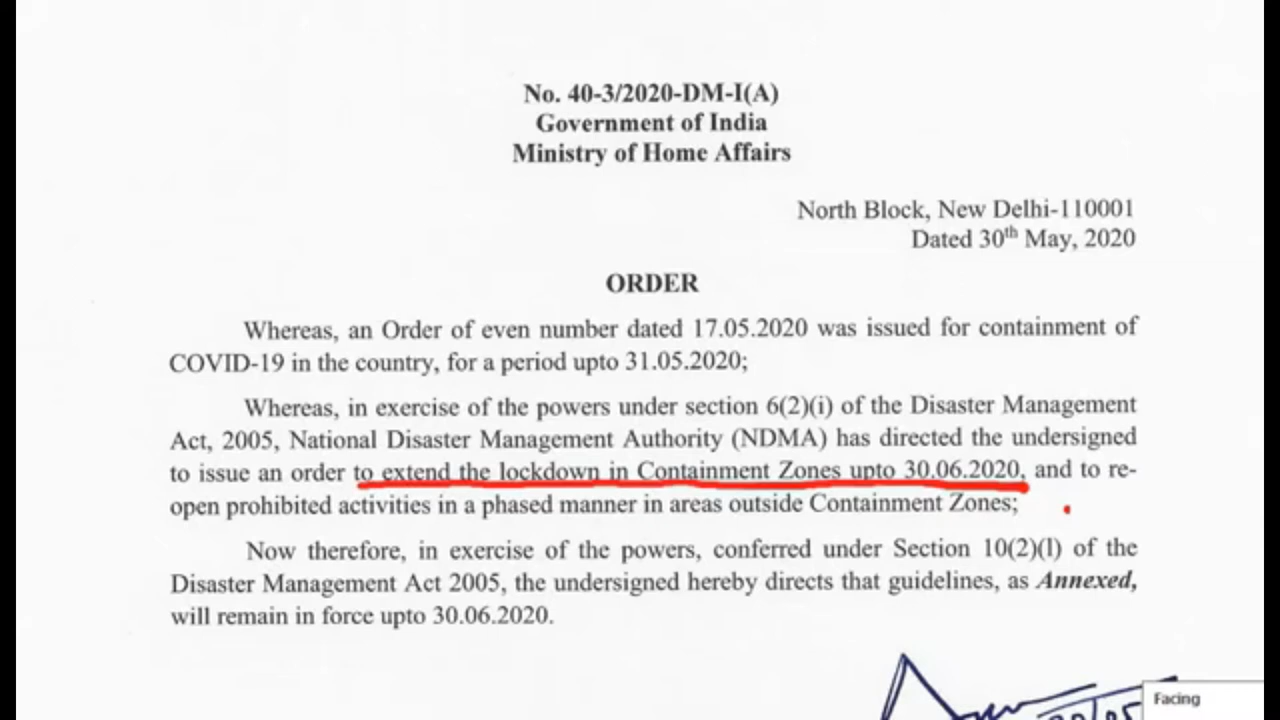 No. 40-3/2020-DM-I(A)
Government of India
Ministry of Home Affairs
North Block, New Delhi-110001
Dated 30th May, 2020
ORDER
Whereas, an Order of even number dated 17.05.2020 was issued for containment of
COVID-19 in the country, for a period upto 31.05.2020;
Whereas, in exercise of the powers under section 6(2)(i) of the Disaster Management
Act, 2005, National Disaster Management Authority (NDMA) has directed the undersigned
to issue an order to extend the lockdown in Containment Zones upto 30.06.2020, and to re-
open prohibited activities in a phased manner in areas outside Containment Zones;
Now therefore, in exercise of the powers, conferred under Section 10(2)(l) of the
Disaster Management Act 2005, the undersigned hereby directs that guidelines, as Annexed,
will remain in force upto 30.06.2020.
Facing